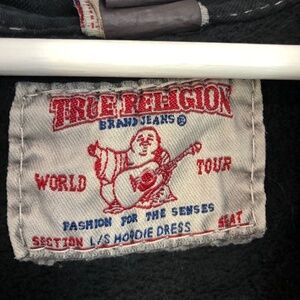 TRUE RELIGION
BRAND JEANS®
WORLD TOUR
FASHION FOR THE SENSES
SECTION L/S HOODIE DRESS SEAT